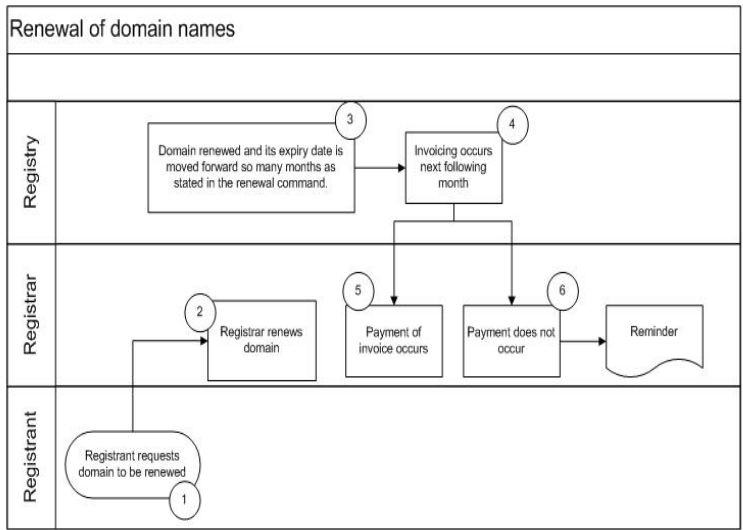 Renewal of domain names
Registry
3
Domain renewed and its expiry date is
moved forward so many months as
stated in the renewal command.
4
Invoicing occurs
next following
month
Registrar
2
Registrar renews
domain
5
Payment of
invoice occurs
6
Payment does not
occur
Reminder
Registrant
Registrant requests
domain to be renewed
1